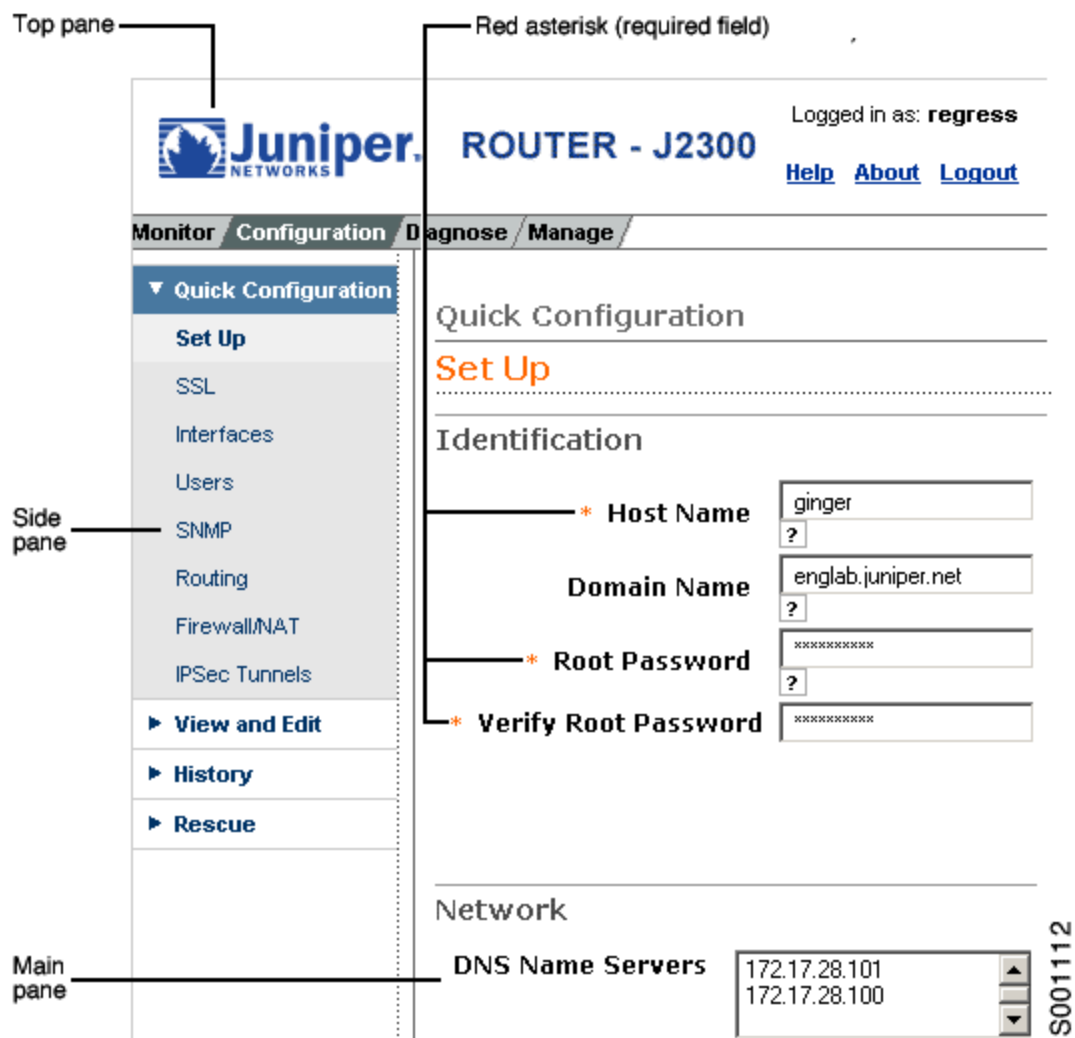 Top pane
Red asterisk (required field)
Juniper
NETWORKS
ROUTER - J2300
Logged in as: regress
Help About Logout
Monitor Configuration Diagnose Manage
▼ Quick Configuration
Set Up
SSL
Interfaces
Users
SNMP
Routing
Firewall/NAT
IPSec Tunnels
► View and Edit
► History
► Rescue
Side
pane
Main
pane
Quick Configuration
Set Up
Identification
* Host Name
ginger
?
Domain Name
englab.juniper.net
?
* Root Password
**********
?
* Verify Root Password
**********
Network
DNS Name Servers
172.17.28.101
172.17.28.100
S001112